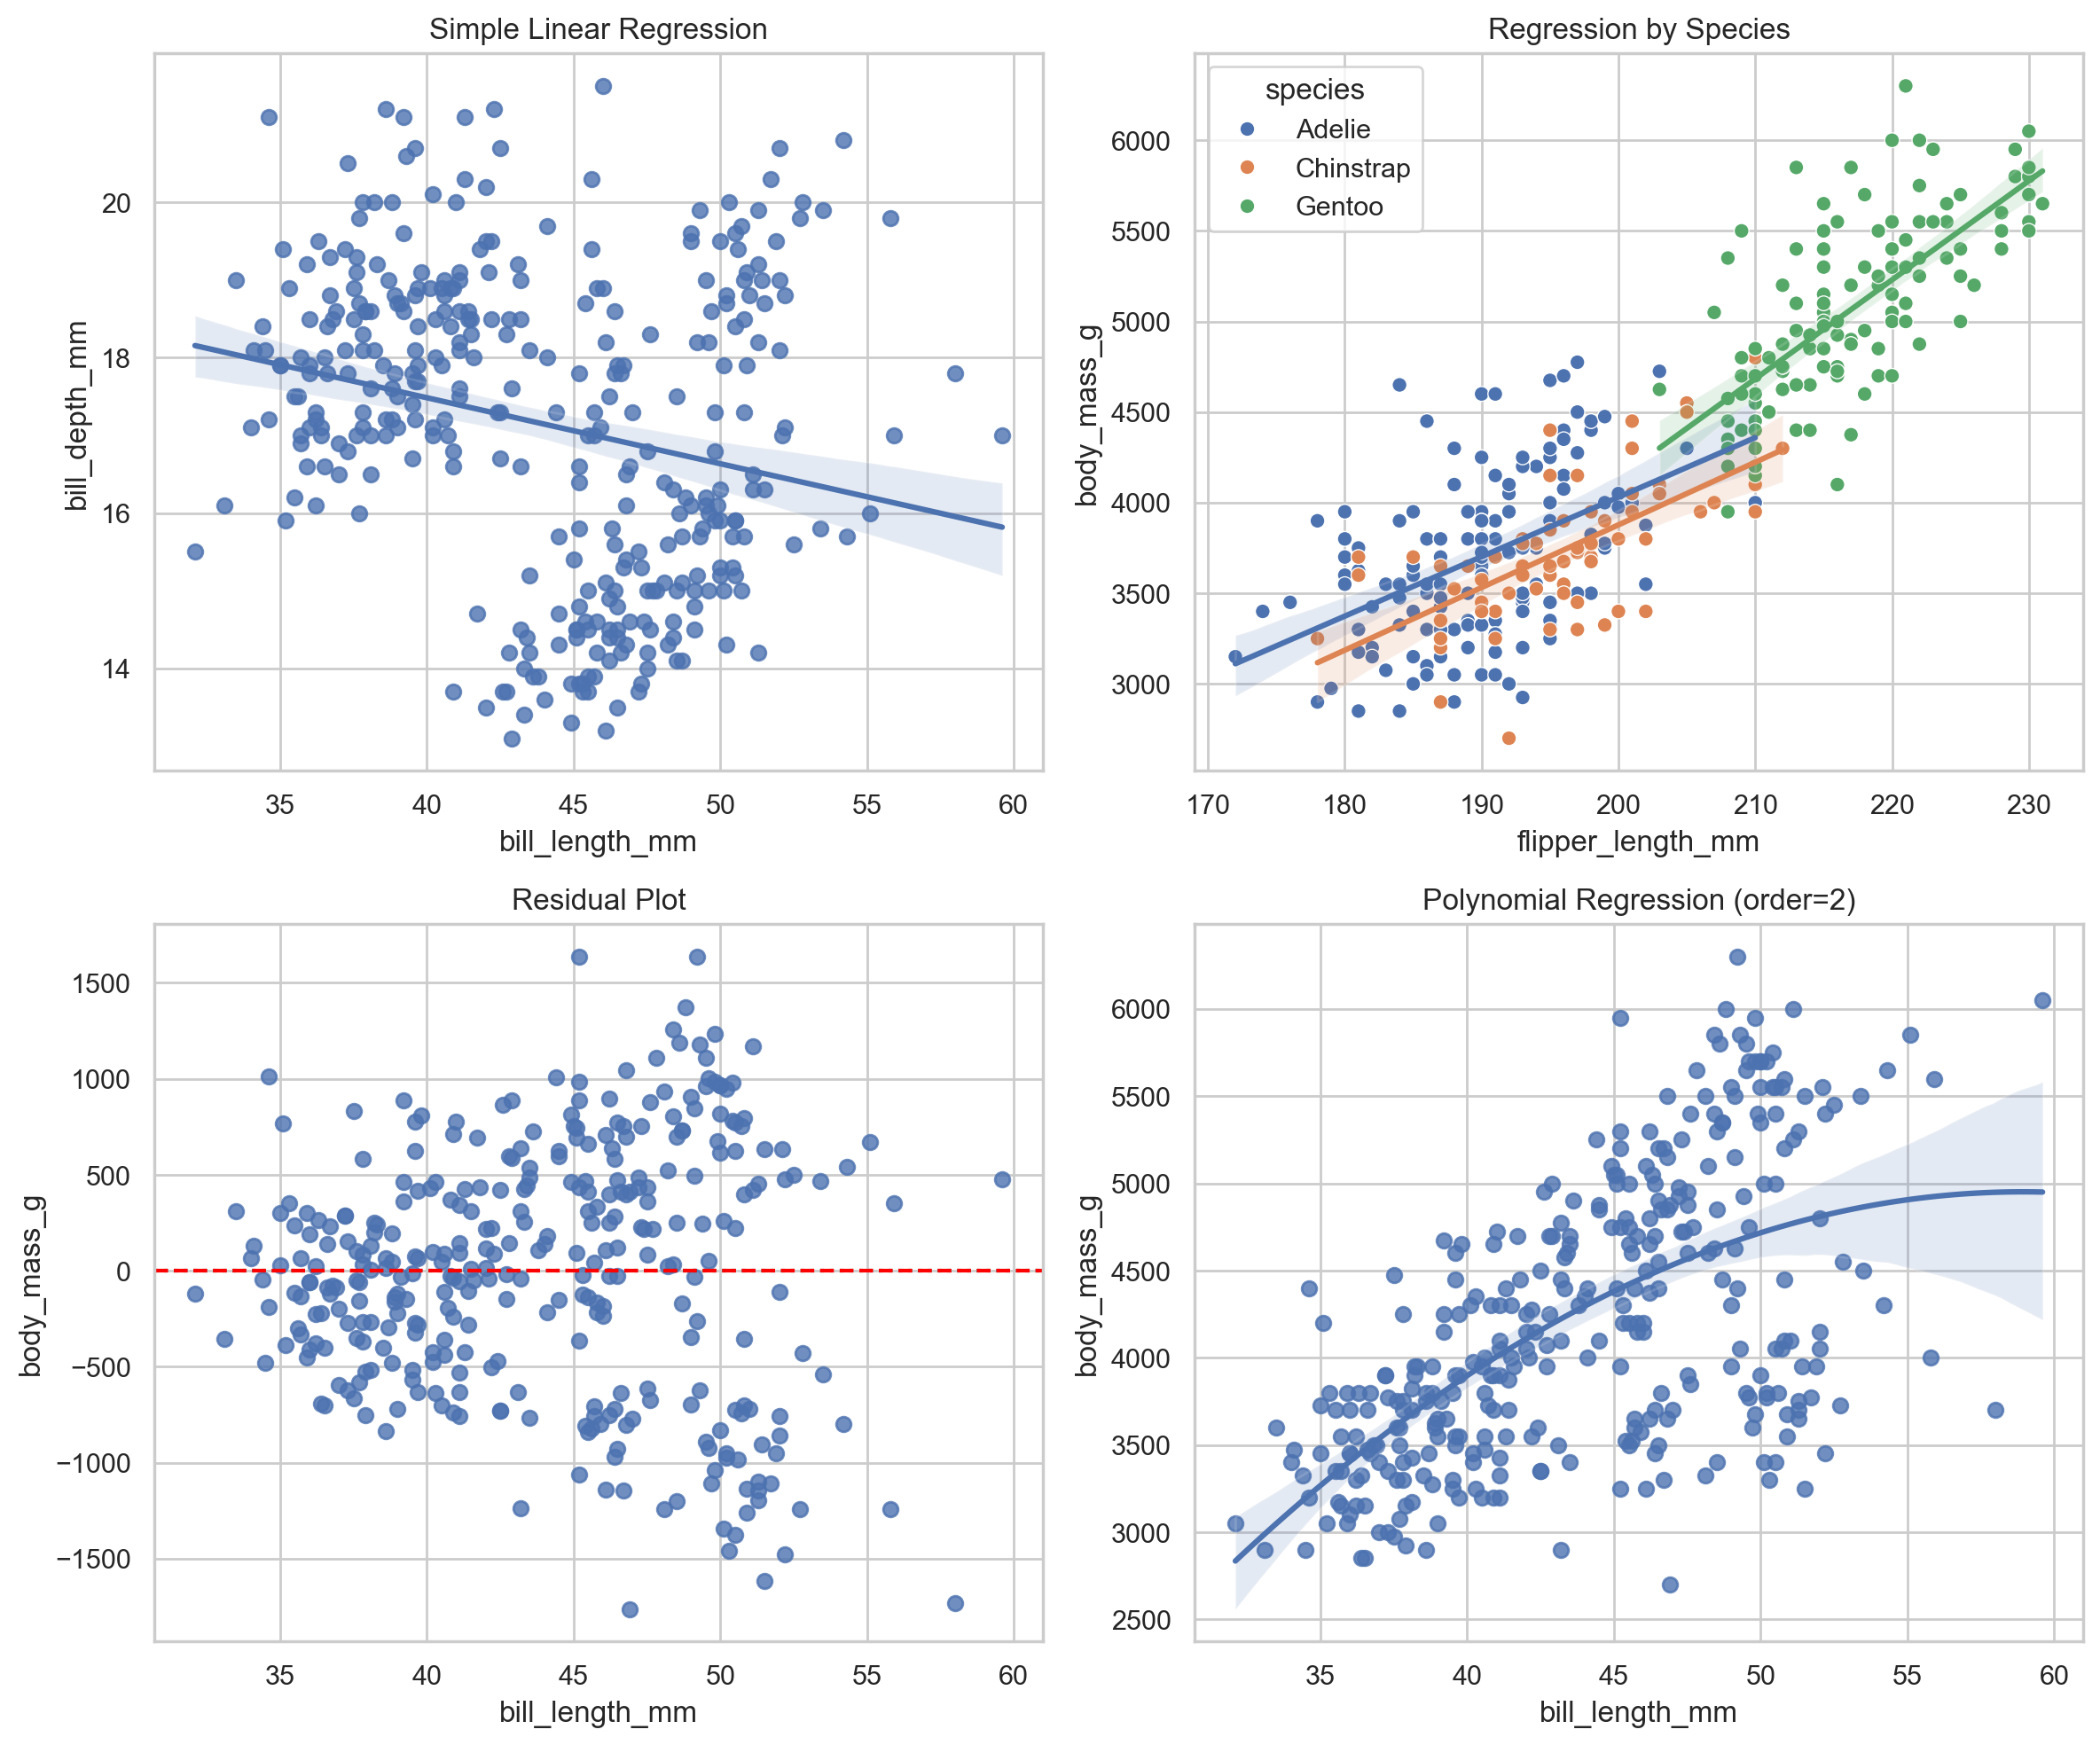 Simple Linear Regression
bill_depth_mm
20
18
16
14
35 40 45 50 55 60
bill_length_mm
Regression by Species
species
Adelie
Chinstrap
Gentoo
body_mass_g
6000
5500
5000
4500
4000
3500
3000
170 180 190 200 210 220 230
flipper_length_mm
Residual Plot
body_mass_g
1500
1000
500
0
−500
−1000
−1500
35 40 45 50 55 60
bill_length_mm
Polynomial Regression (order=2)
body_mass_g
6000
5500
5000
4500
4000
3500
3000
2500
35 40 45 50 55 60
bill_length_mm